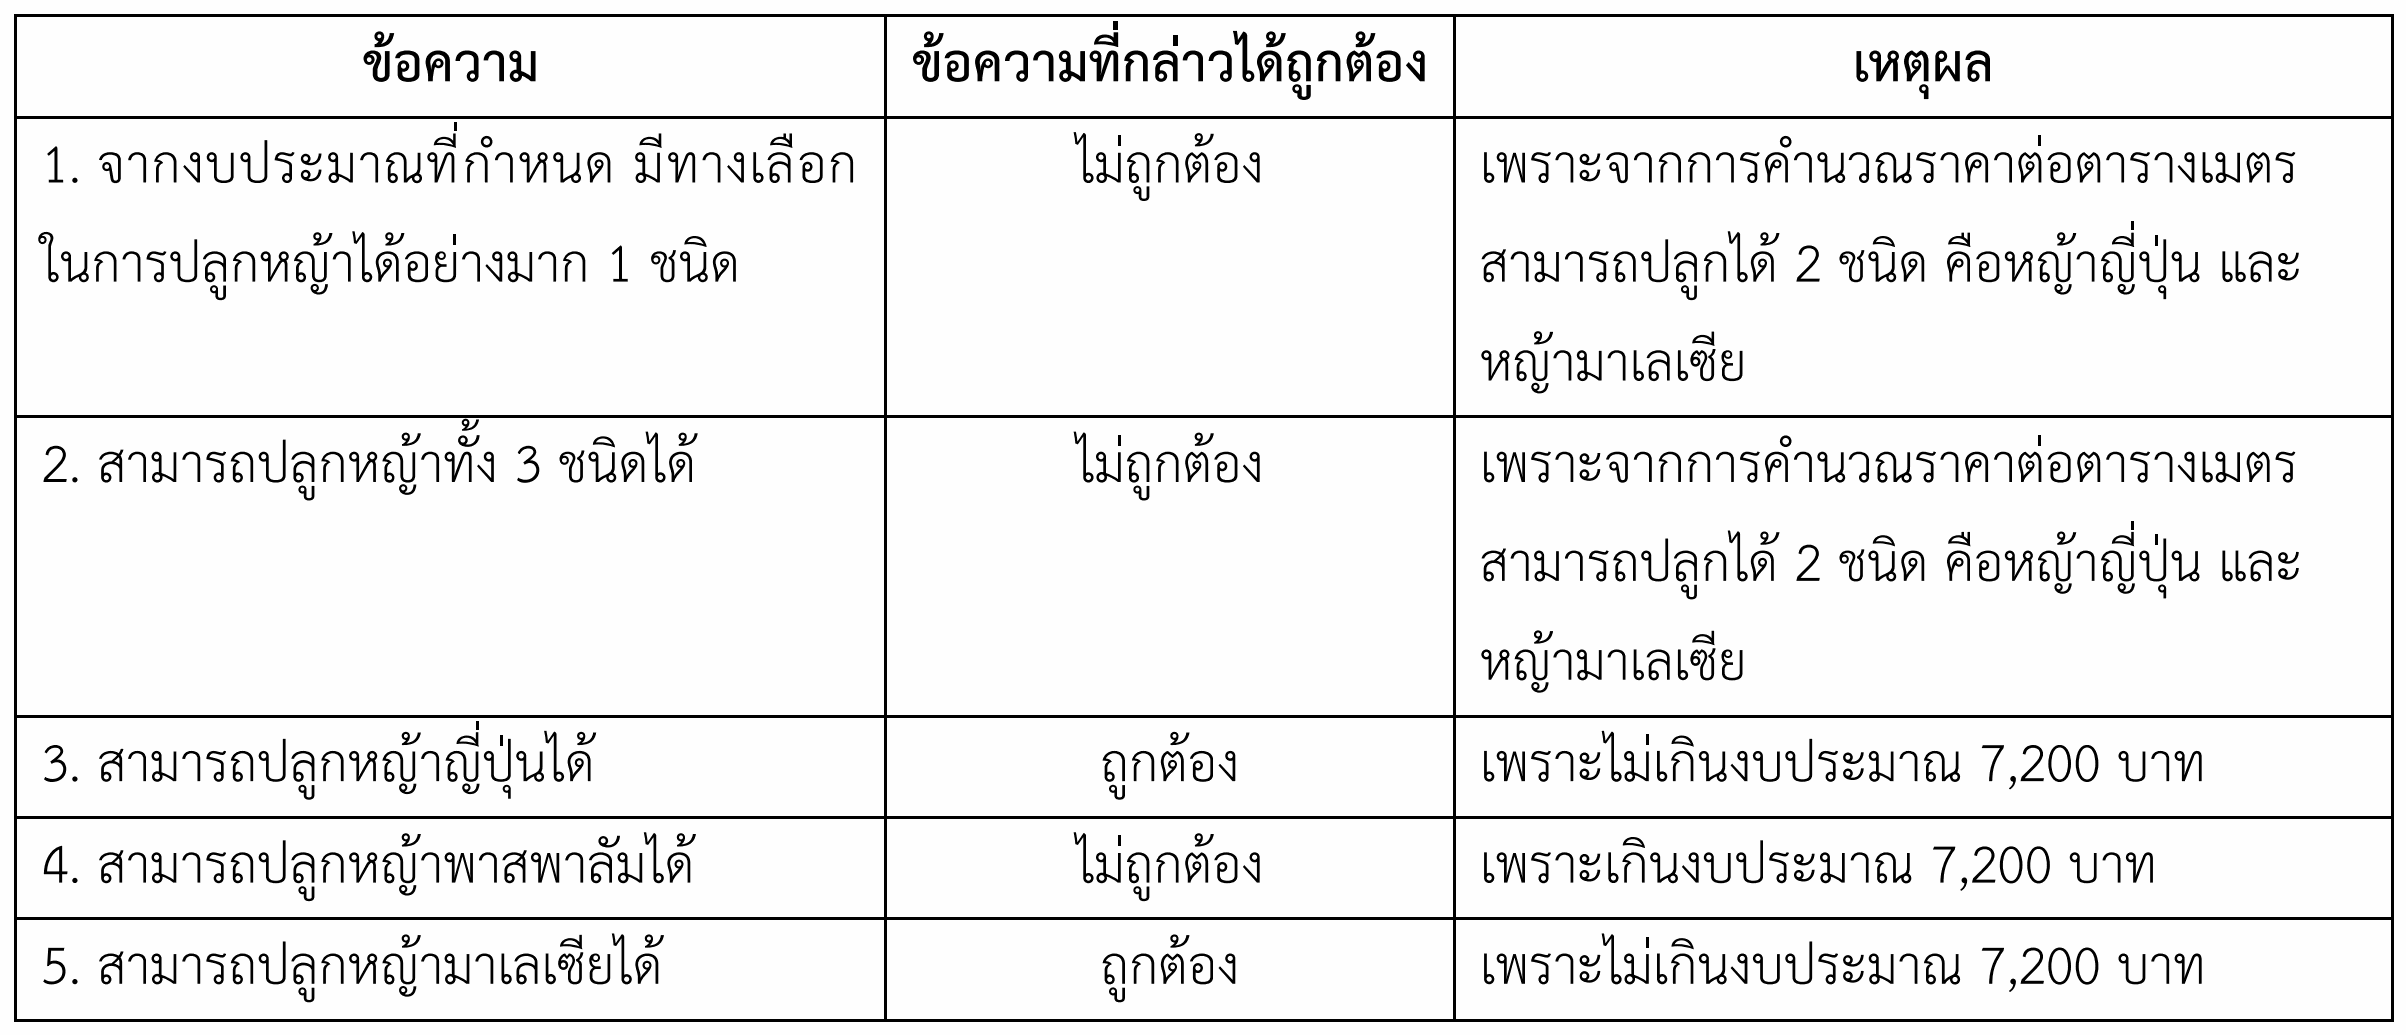 ข้อความ ข้อความที่กล่าวได้ถูกต้อง เหตุผล
1. จากงบประมาณที่กำหนด มีทางเลือก ไม่ถูกต้อง เพราะจากการคำนวณราคาต่อตารางเมตร
ในการปลูกหญ้าได้อย่างมาก 1 ชนิด สามารถปลูกได้ 2 ชนิด คือหญ้าญี่ปุ่น และ
หญ้ามาเลเซีย
2. สามารถปลูกหญ้าทั้ง 3 ชนิดได้ ไม่ถูกต้อง เพราะจากการคำนวณราคาต่อตารางเมตร
สามารถปลูกได้ 2 ชนิด คือหญ้าญี่ปุ่น และ
หญ้ามาเลเซีย
3. สามารถปลูกหญ้าญี่ปุ่นได้ ถูกต้อง เพราะไม่เกินงบประมาณ 7,200 บาท
4. สามารถปลูกหญ้าพาสพาลัมได้ ไม่ถูกต้อง เพราะเกินงบประมาณ 7,200 บาท
5. สามารถปลูกหญ้ามาเลเซียได้ ถูกต้อง เพราะไม่เกินงบประมาณ 7,200 บาท